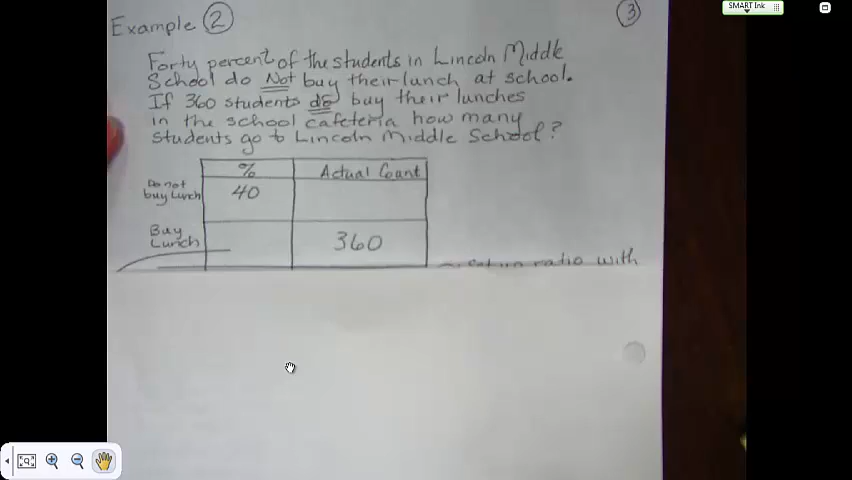 SMART Ink
Example 2
3
Forty percent of the students in Lincoln Middle
School do Not buy their lunch at school.
If 360 students do buy their lunches
in the school cafeteria how many
students go to Lincoln Middle School?
% Actual Count
Do not
buy Lunch 40
Buy
Lunch 360
ratio with